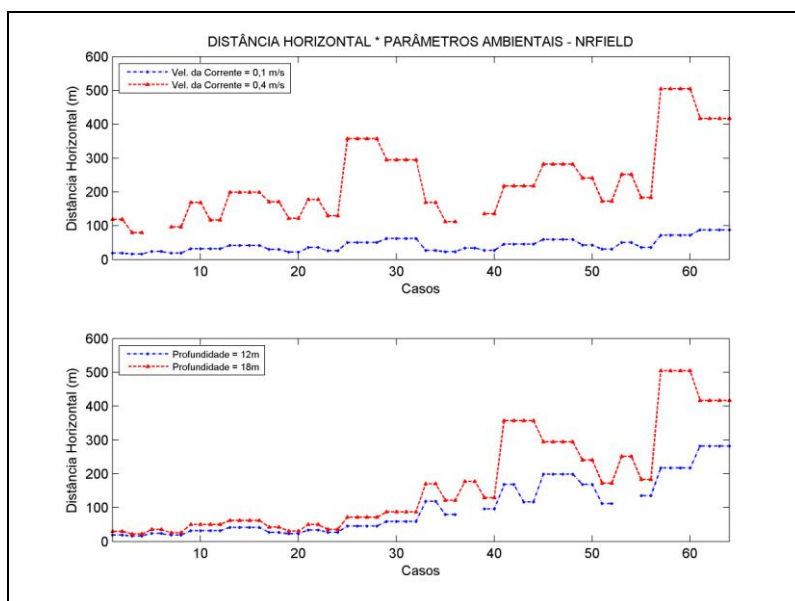 DISTÂNCIA HORIZONTAL * PARÂMETROS AMBIENTAIS - NRFIELD
600
500
400
300
200
100
0
Distância Horizontal (m)
Vel. da Corrente = 0,1 m/s
Vel. da Corrente = 0,4 m/s
10 20 30 40 50 60
Casos
600
500
400
300
200
100
0
Distância Horizontal (m)
Profundidade = 12m
Profundidade = 18m
10 20 30 40 50 60
Casos